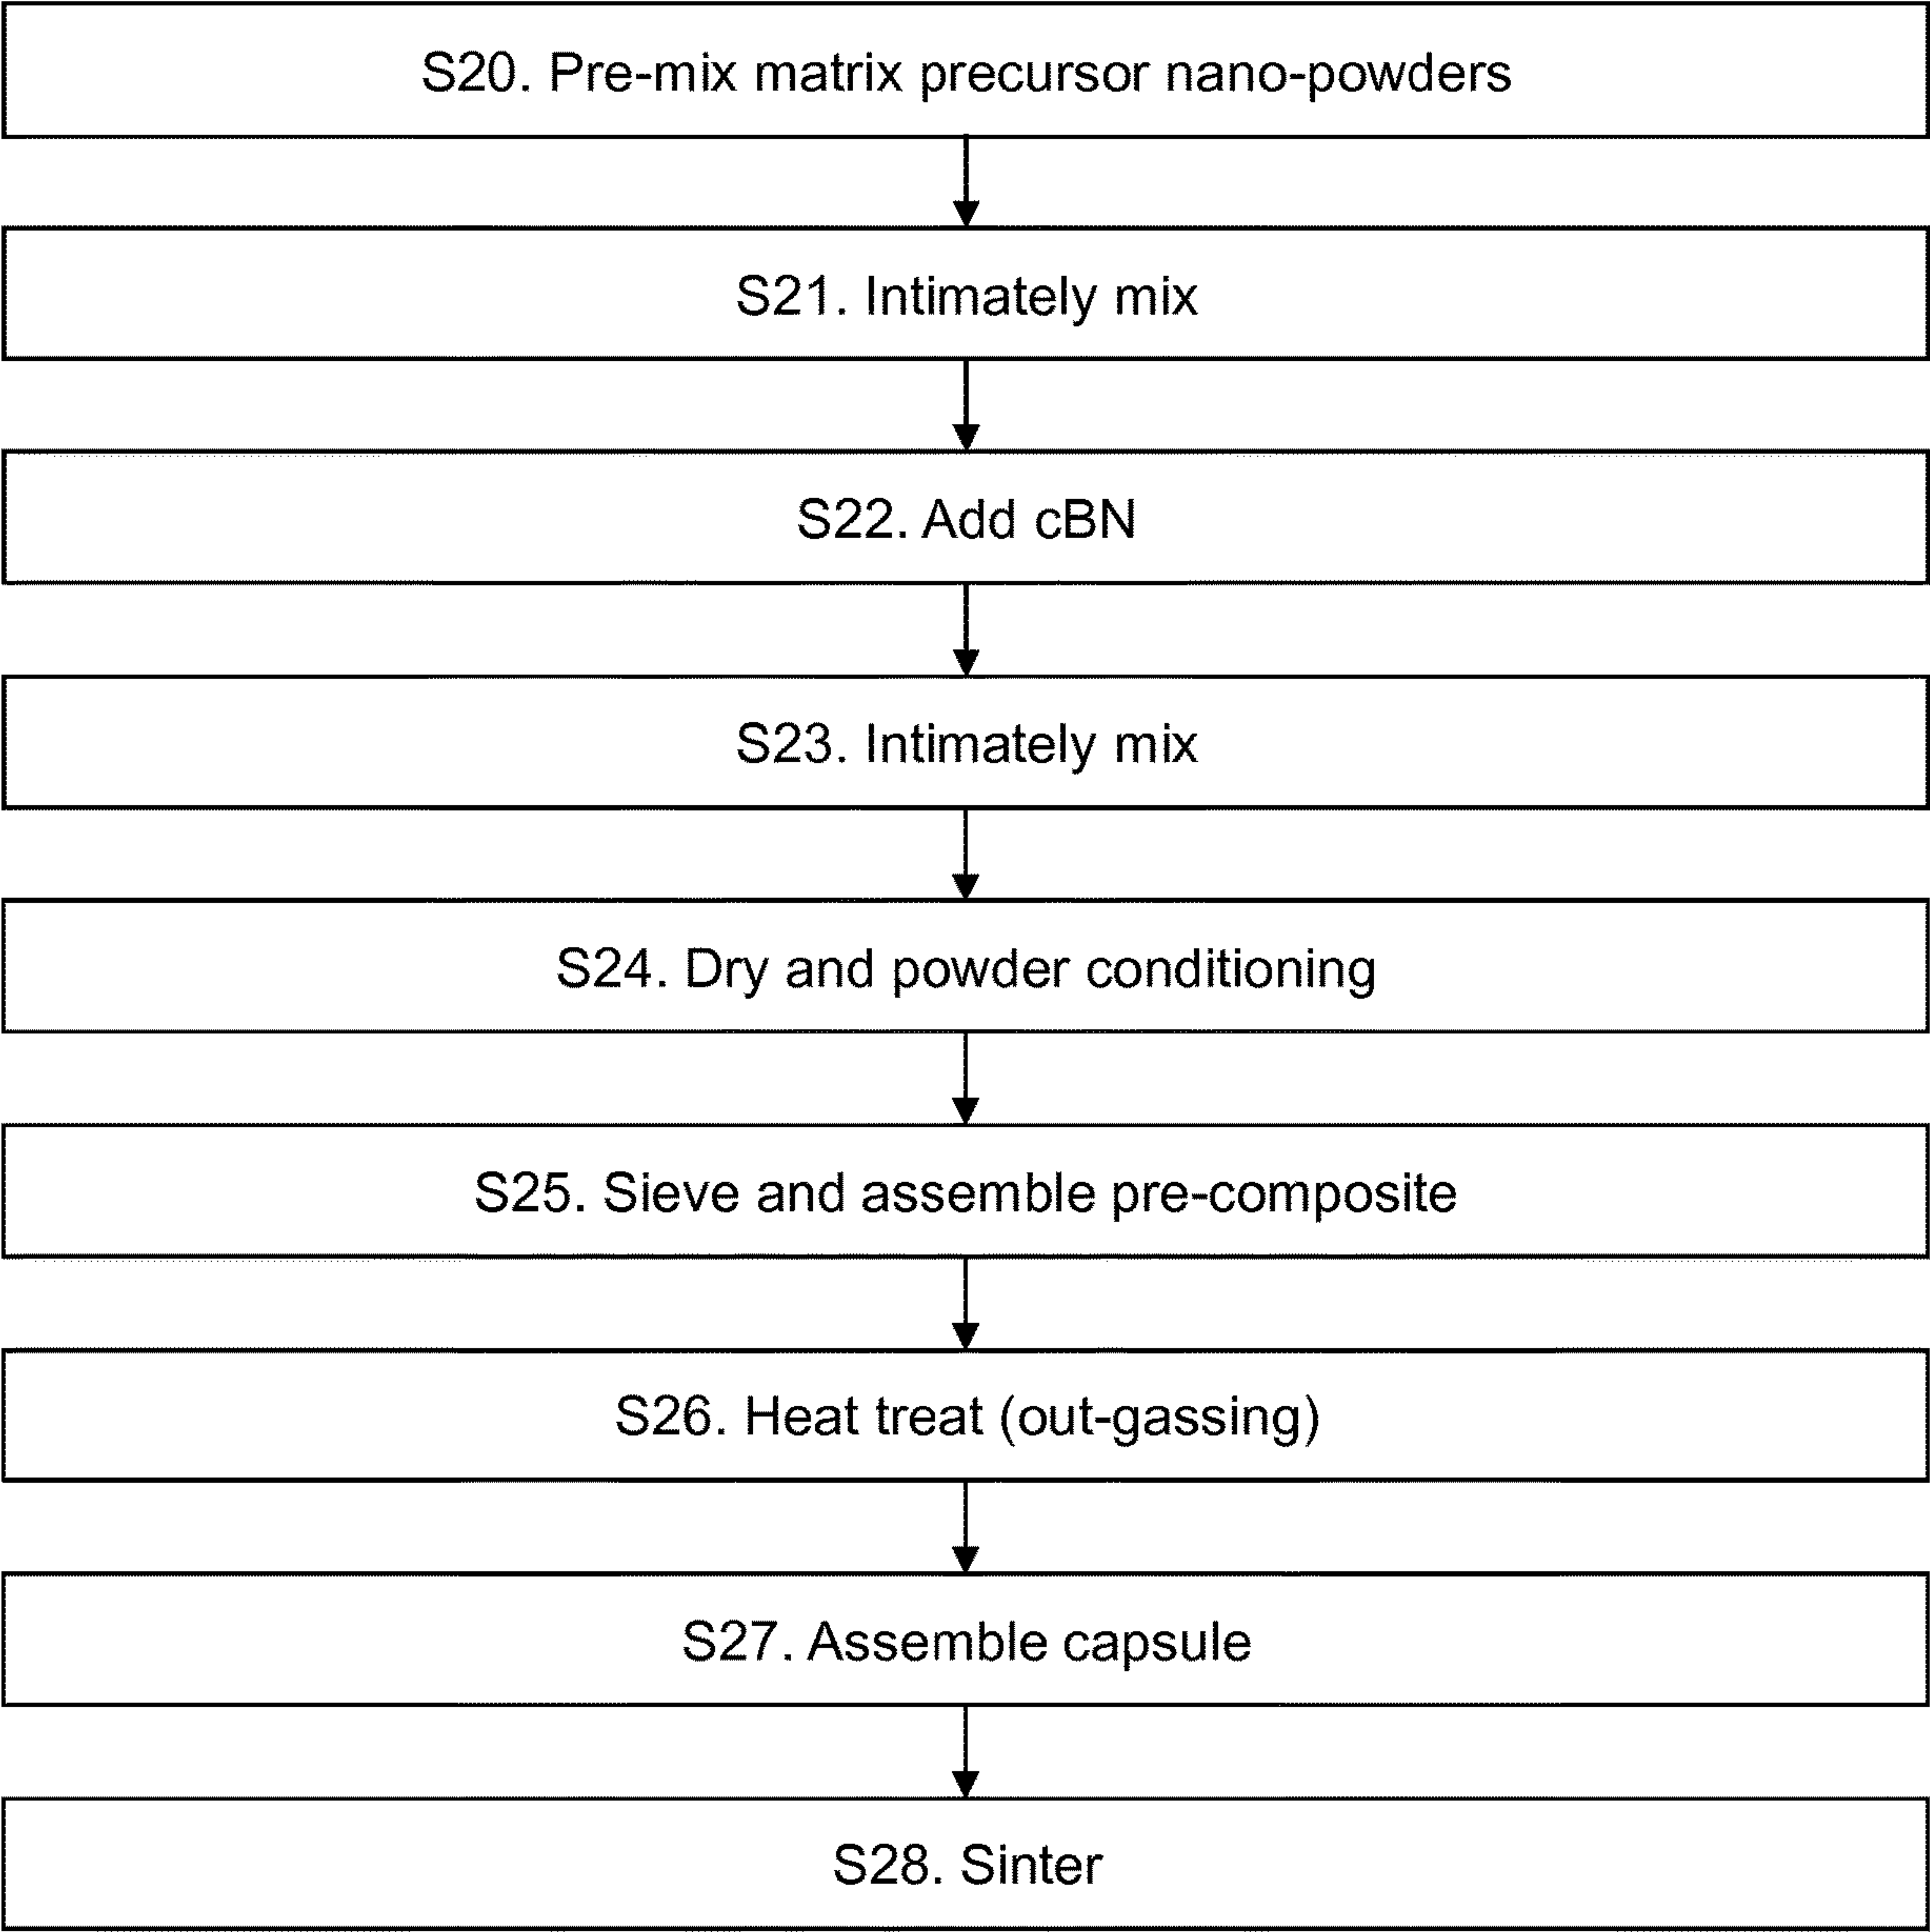 S20. Pre-mix matrix precursor nano-powders
S21. Intimately mix
S22. Add cBN
S23. Intimately mix
S24. Dry and powder conditioning
S25. Sieve and assemble pre-composite
S26. Heat treat (out-gassing)
S27. Assemble capsule
S28. Sinter